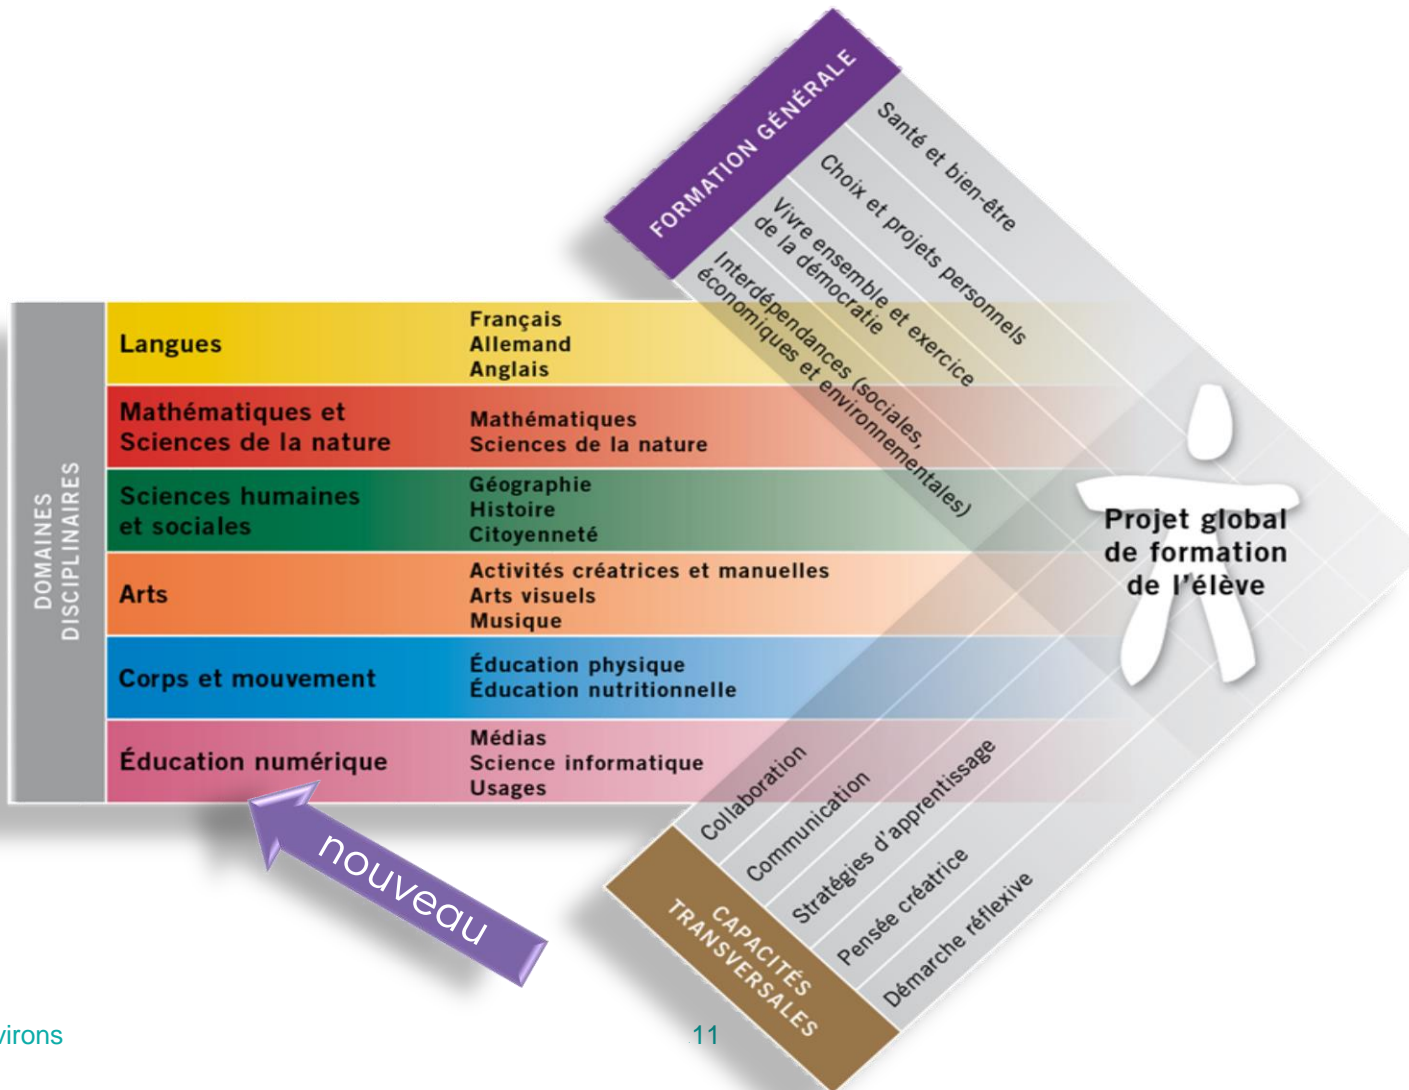 FORMATION GÉNÉRALE
Santé et bien-être
Choix et projets personnels
Vivre ensemble et exercice
de la démocratie
Interdépendances (sociales,
économiques et environnementales)
DOMAINES
DISCIPLINAIRES
Langues
Français
Allemand
Anglais
Mathématiques et
Sciences de la nature
Mathématiques
Sciences de la nature
Sciences humaines
et sociales
Géographie
Histoire
Citoyenneté
Arts
Activités créatrices et manuelles
Arts visuels
Musique
Corps et mouvement
Éducation physique
Éducation nutritionnelle
Éducation numérique
Médias
Science informatique
Usages
Projet global
de formation
de l'élève
nouveau
Collaboration
Communication
Stratégies d'apprentissage
Pensée créatrice
Démarche réflexive
CAPACITÉS
TRANSVERSALES
virons
11